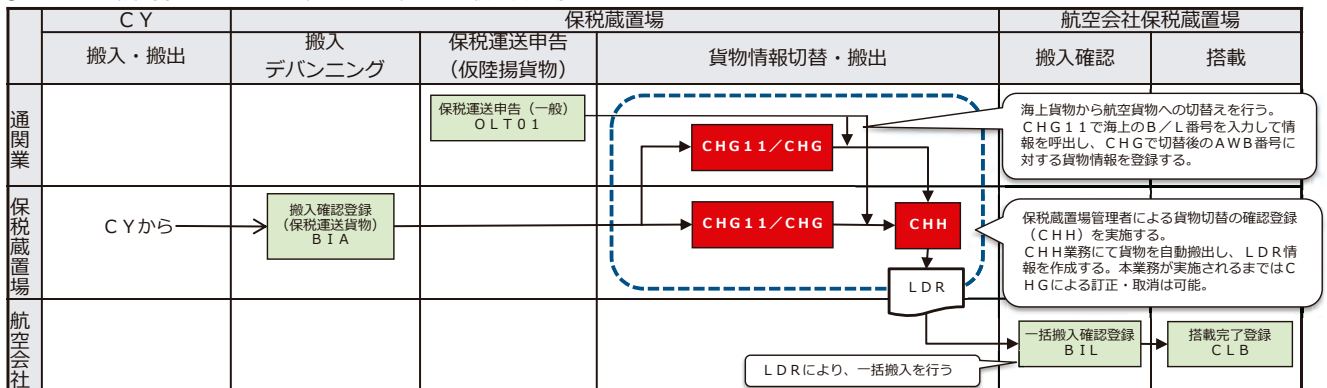 ＣＹ
保税蔵置場
航空会社保税蔵置場
搬入・搬出
搬入
デバンニング
保税運送申告
（仮陸揚貨物）
貨物情報切替・搬出
搬入確認
搭載
通関業
保税運送申告（一般）
ＯＬＴ０１
ＣＨＧ１１／ＣＨＧ
海上貨物から航空貨物への切替えを行う。
ＣＨＧ１１で海上のＢ／Ｌ番号を入力して情
報を呼出し、ＣＨＧで切替後のＡＷＢ番号に
対する貨物情報を登録する。
保税蔵置場
ＣＹから
搬入確認登録
（保税運送貨物）
ＢＩＡ
ＣＨＧ１１／ＣＨＧ
ＣＨＨ
保税蔵置場管理者による貨物切替の確認登録
（ＣＨＨ）を実施する。
ＣＨＨ業務にて貨物を自動搬出し、ＬＤＲ情
報を作成する。本業務が実施されるまではＣ
ＨＧによる訂正・取消は可能。
ＬＤＲ
航空会社
一括搬入確認登録
ＢＩＬ
搭載完了登録
ＣＬＢ
ＬＤＲにより、一括搬入を行う